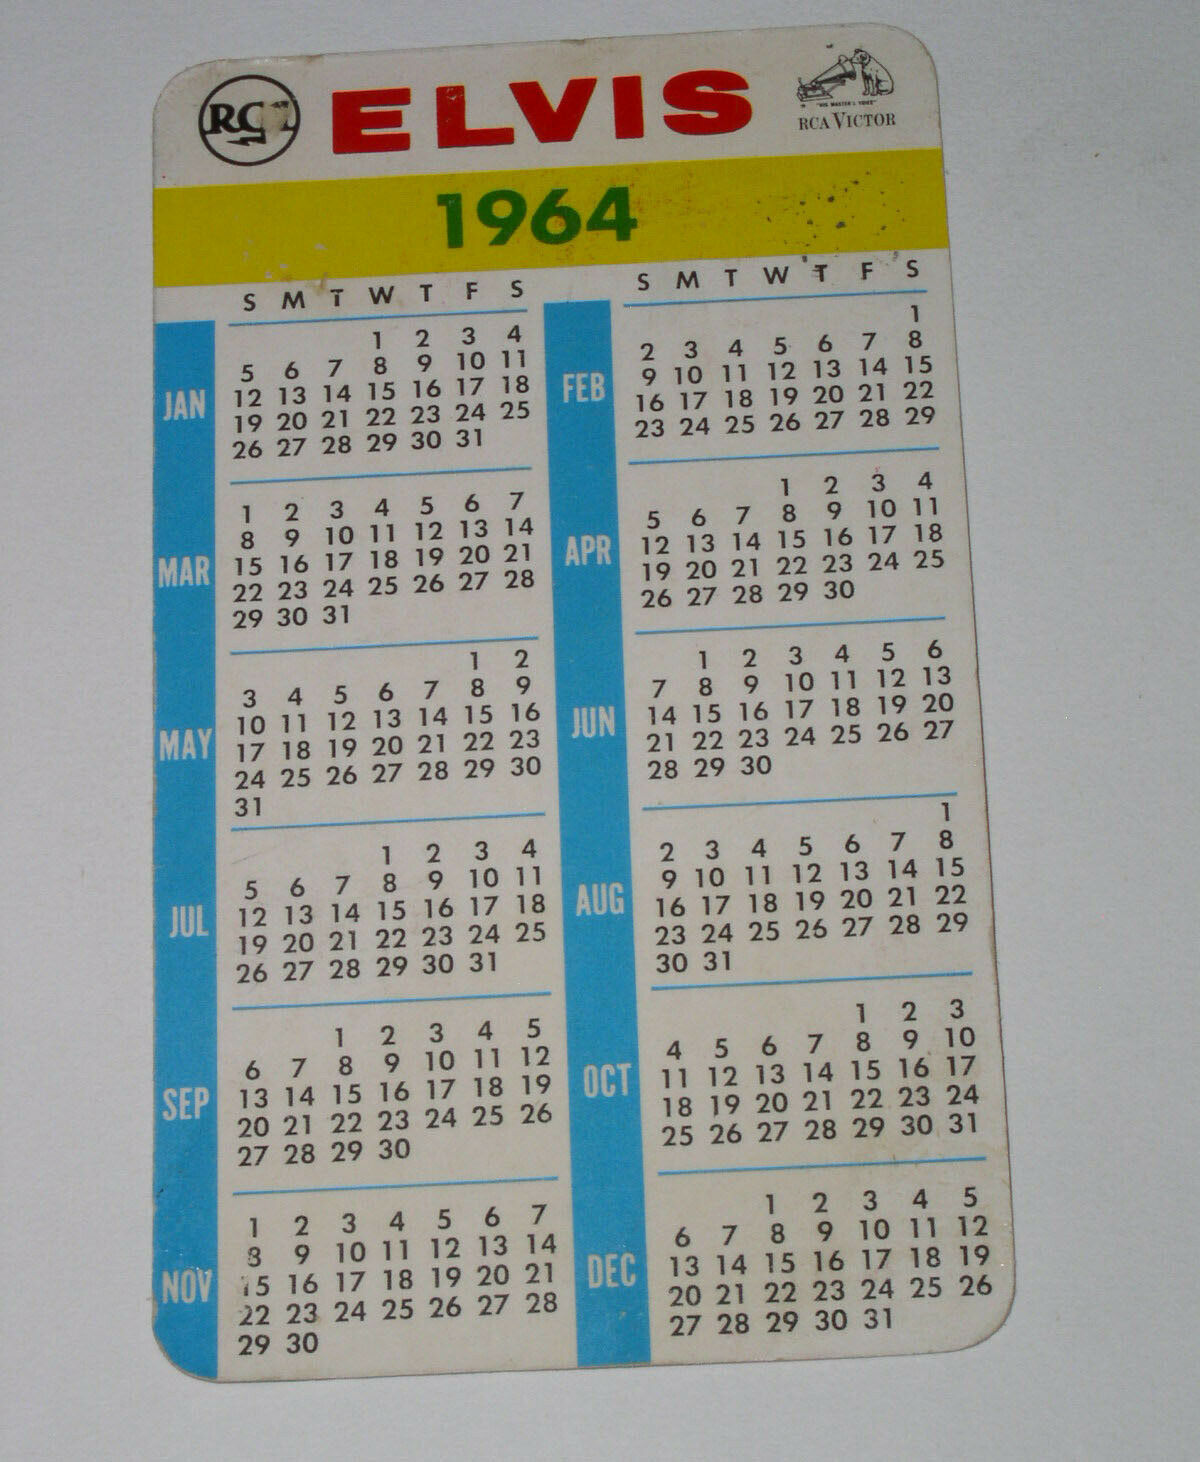 RCA ELVIS "HIS MASTER'S VOICE"
RCA VICTOR
1964
S M T W T F S
JAN
1 2 3 4
5 6 7 8 9 10 11
12 13 14 15 16 17 18
19 20 21 22 23 24 25
26 27 28 29 30 31
S M T W T F S
FEB
1
2 3 4 5 6 7 8
9 10 11 12 13 14 15
16 17 18 19 20 21 22
23 24 25 26 27 28 29
MAR
1 2 3 4 5 6 7
8 9 10 11 12 13 14
15 16 17 18 19 20 21
22 23 24 25 26 27 28
29 30 31
APR
1 2 3 4
5 6 7 8 9 10 11
12 13 14 15 16 17 18
19 20 21 22 23 24 25
26 27 28 29 30
MAY
1 2
3 4 5 6 7 8 9
10 11 12 13 14 15 16
17 18 19 20 21 22 23
24 25 26 27 28 29 30
31
JUN
1 2 3 4 5 6
7 8 9 10 11 12 13
14 15 16 17 18 19 20
21 22 23 24 25 26 27
28 29 30
JUL
1 2 3 4
5 6 7 8 9 10 11
12 13 14 15 16 17 18
19 20 21 22 23 24 25
26 27 28 29 30 31
AUG
1
2 3 4 5 6 7 8
9 10 11 12 13 14 15
16 17 18 19 20 21 22
23 24 25 26 27 28 29
30 31
SEP
1 2 3 4 5
6 7 8 9 10 11 12
13 14 15 16 17 18 19
20 21 22 23 24 25 26
27 28 29 30
OCT
1 2 3
4 5 6 7 8 9 10
11 12 13 14 15 16 17
18 19 20 21 22 23 24
25 26 27 28 29 30 31
NOV
1 2 3 4 5 6 7
8 9 10 11 12 13 14
15 16 17 18 19 20 21
22 23 24 25 26 27 28
29 30
DEC
1 2 3 4 5
6 7 8 9 10 11 12
13 14 15 16 17 18 19
20 21 22 23 24 25 26
27 28 29 30 31